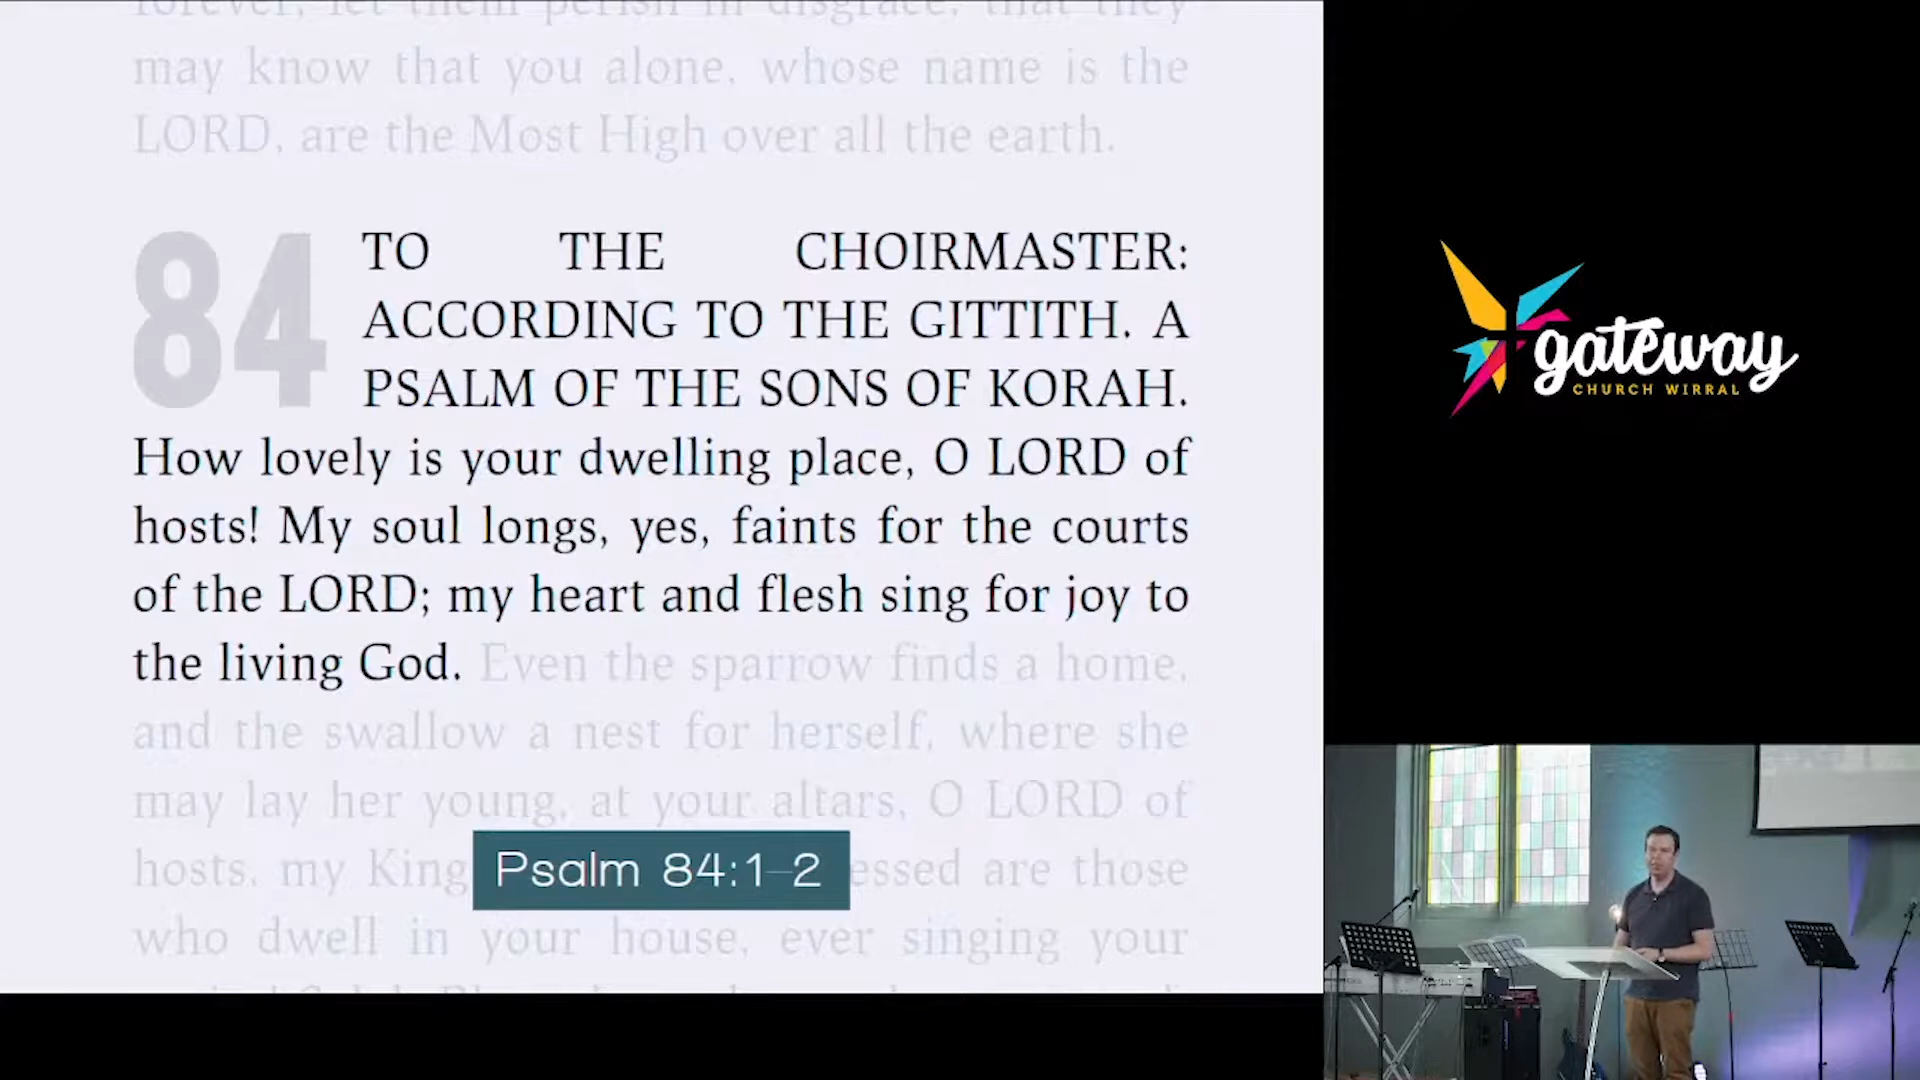 forever, let them perish in disgrace, that they
may know that you alone, whose name is the
LORD, are the Most High over all the earth.
84
TO THE CHOIRMASTER:
ACCORDING TO THE GITTITH. A
PSALM OF THE SONS OF KORAH.
How lovely is your dwelling place, O LORD of
hosts! My soul longs, yes, faints for the courts
of the LORD; my heart and flesh sing for joy to
the living God. Even the sparrow finds a home,
and the swallow a nest for herself, where she
may lay her young, at your altars, O LORD of
hosts, my King essed are those
Psalm 84:1–2
who dwell in your house, ever singing your
gateway
CHURCH WIRRAL